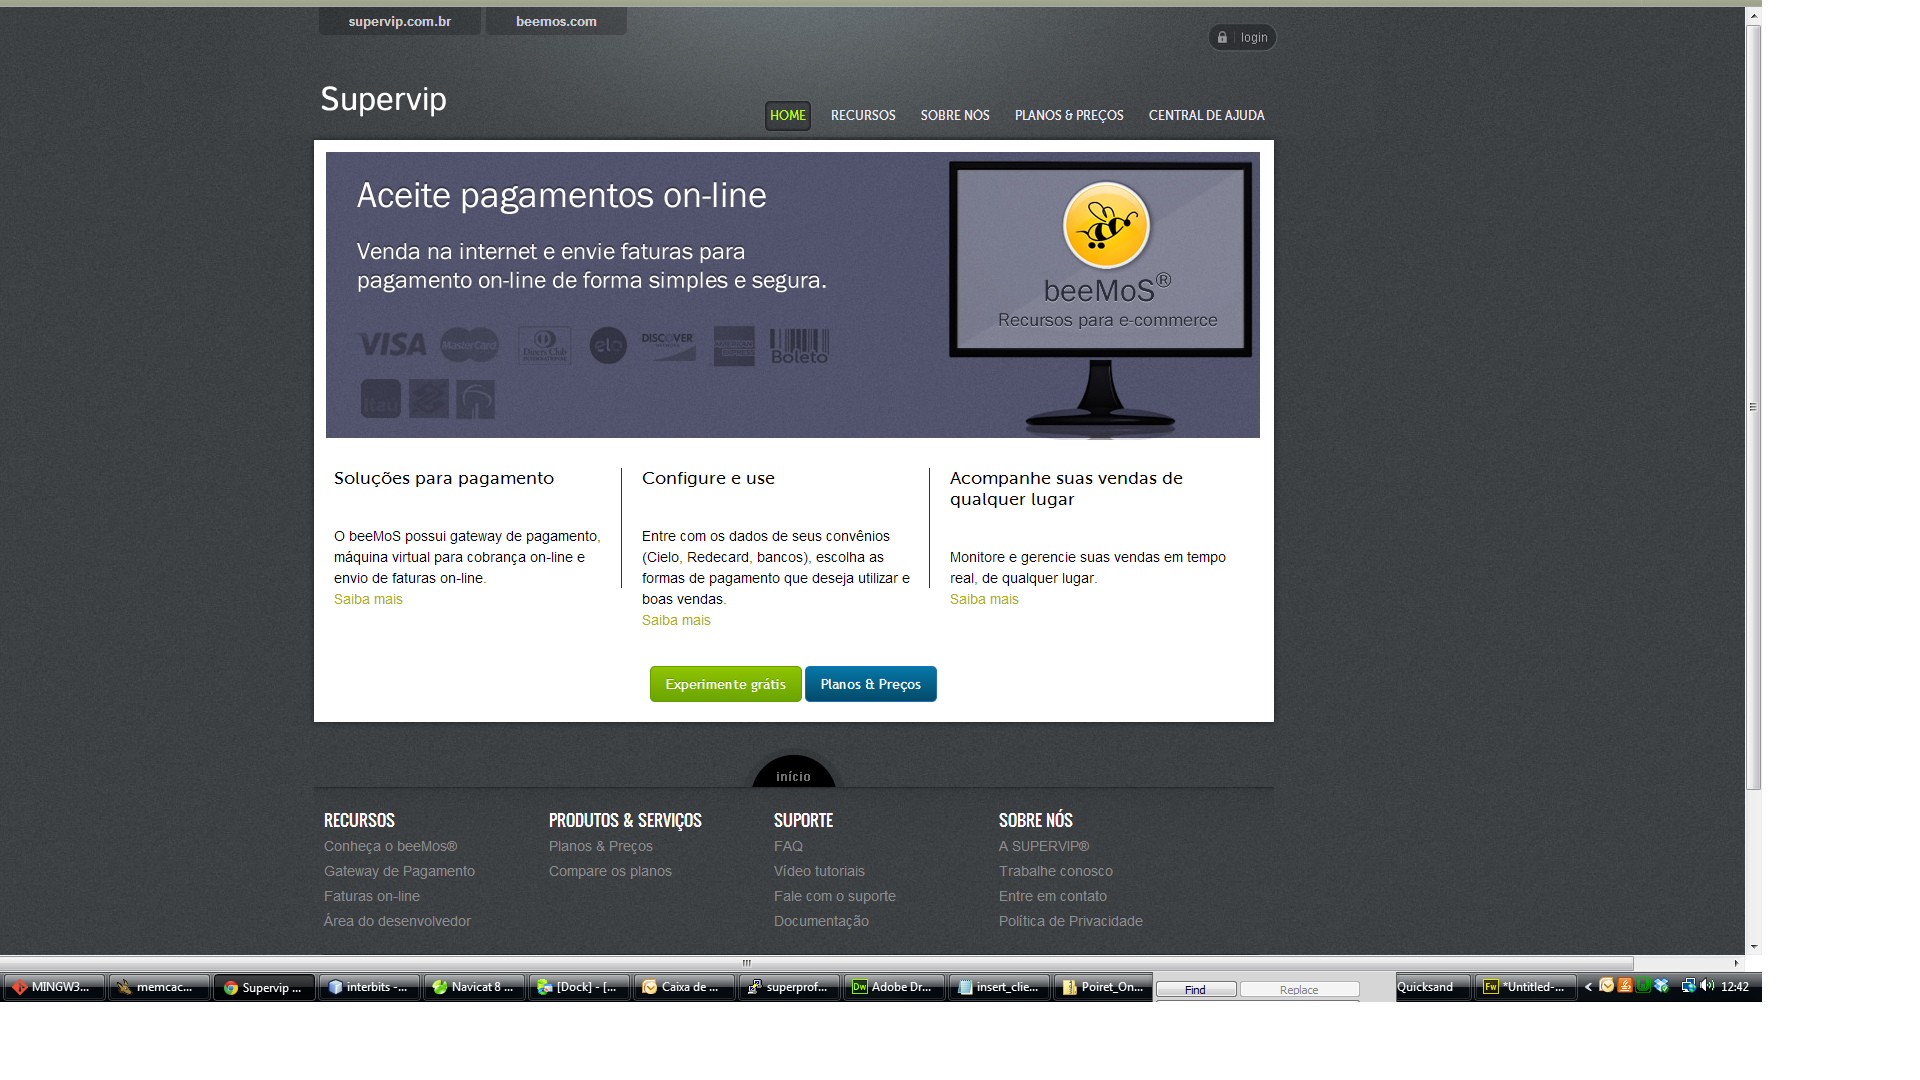 supervip.com.br beemos.com
login
Supervip
HOME RECURSOS SOBRE NÓS PLANOS & PREÇOS CENTRAL DE AJUDA
Aceite pagamentos on-line
Venda na internet e envie faturas para
pagamento on-line de forma simples e segura.
VISA MasterCard Diners Club INTERNATIONAL elo DISCOVER AMERICAN EXPRESS Boleto
Itaú
beeMoS®
Recursos para e-commerce
Soluções para pagamento
O beeMoS possui gateway de pagamento,
máquina virtual para cobrança on-line e
envio de faturas on-line.
Saiba mais
Configure e use
Entre com os dados de seus convênios
(Cielo, Redecard, bancos), escolha as
formas de pagamento que deseja utilizar e
boas vendas.
Saiba mais
Acompanhe suas vendas de
qualquer lugar
Monitore e gerencie suas vendas em tempo
real, de qualquer lugar.
Saiba mais
Experimente grátis Planos & Preços
início
RECURSOS
Conheça o beeMos®
Gateway de Pagamento
Faturas on-line
Área do desenvolvedor
PRODUTOS & SERVIÇOS
Planos & Preços
Compare os planos
SUPORTE
FAQ
Vídeo tutoriais
Fale com o suporte
Documentação
SOBRE NÓS
A SUPERVIP®
Trabalhe conosco
Entre em contato
Política de Privacidade
MINGW3... memcac... Supervip ... interbits -... Navicat 8 ... [Dock] - [... Caixa de ... superprof... Adobe Dr... insert_clie... Poiret_On... Find Replace Quicksand *Untitled-... < 12:42